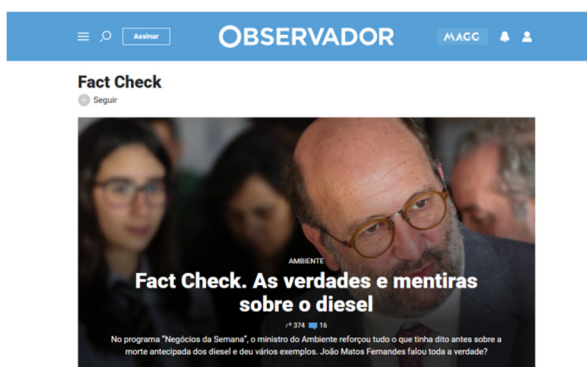 Assinar
OBSERVADOR
MACC
Fact Check
Seguir
AMBIENTE
Fact Check. As verdades e mentiras
sobre o diesel
374 16
No programa "Negócios da Semana", o ministro do Ambiente reforçou tudo o que tinha dito antes sobre a
morte antecipada dos diesel e deu vários exemplos. João Matos Fernandes falou toda a verdade?